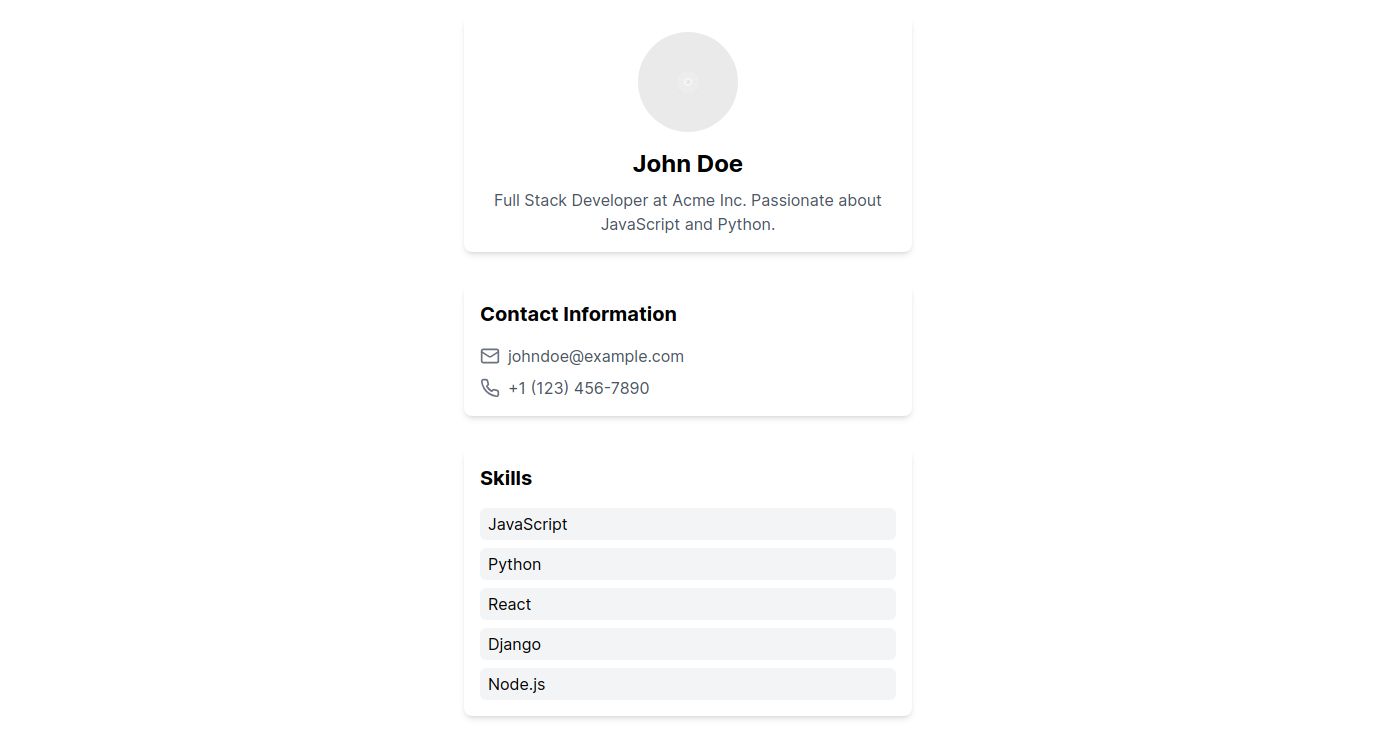 John Doe
Full Stack Developer at Acme Inc. Passionate about
JavaScript and Python.
Contact Information
johndoe@example.com
+1 (123) 456-7890
Skills
JavaScript
Python
React
Django
Node.js